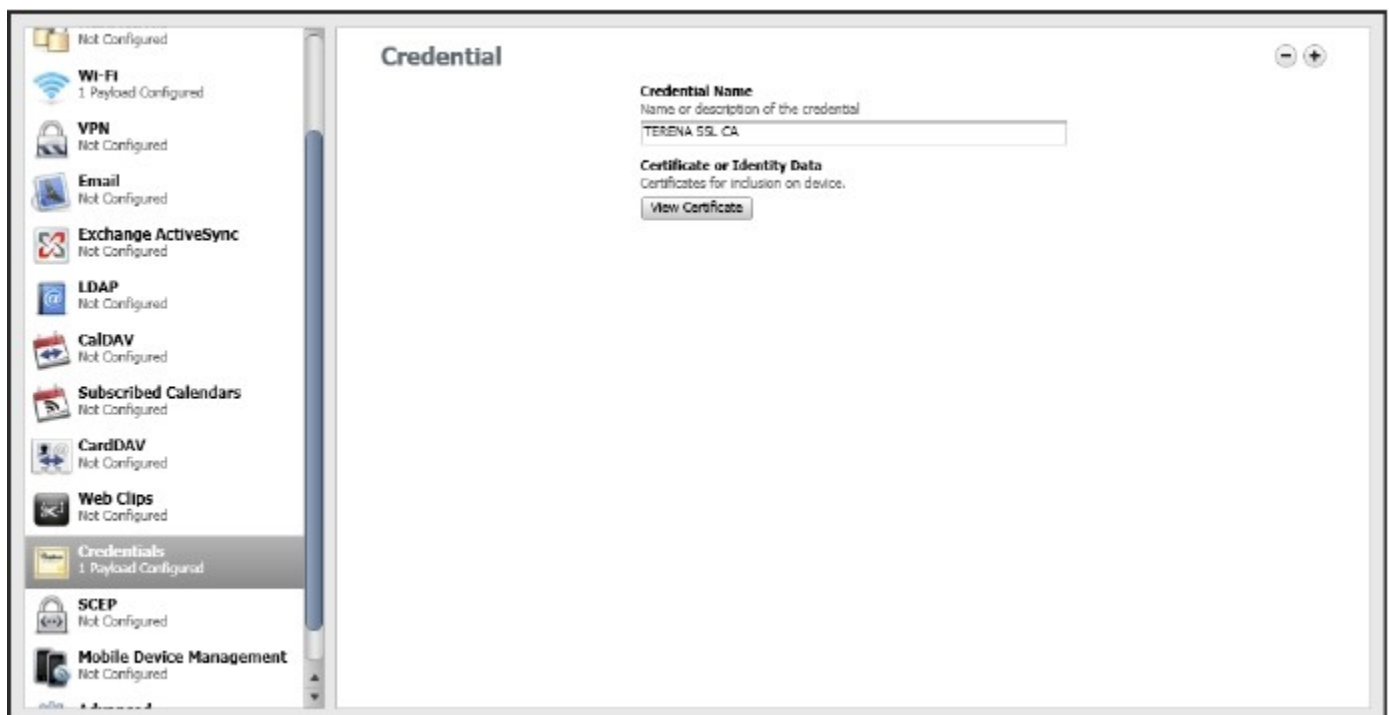 Not Configured
Wi-Fi
1 Payload Configured
VPN
Not Configured
Email
Not Configured
Exchange ActiveSync
Not Configured
LDAP
Not Configured
CalDAV
Not Configured
Subscribed Calendars
Not Configured
CardDAV
Not Configured
Web Clips
Not Configured
Credentials
1 Payload Configured
SCEP
Not Configured
Mobile Device Management
Not Configured
Advanced
Credential
Credential Name
Name or description of the credential
TERENA SSL CA
Certificate or Identity Data
Certificates for inclusion on device.
View Certificate